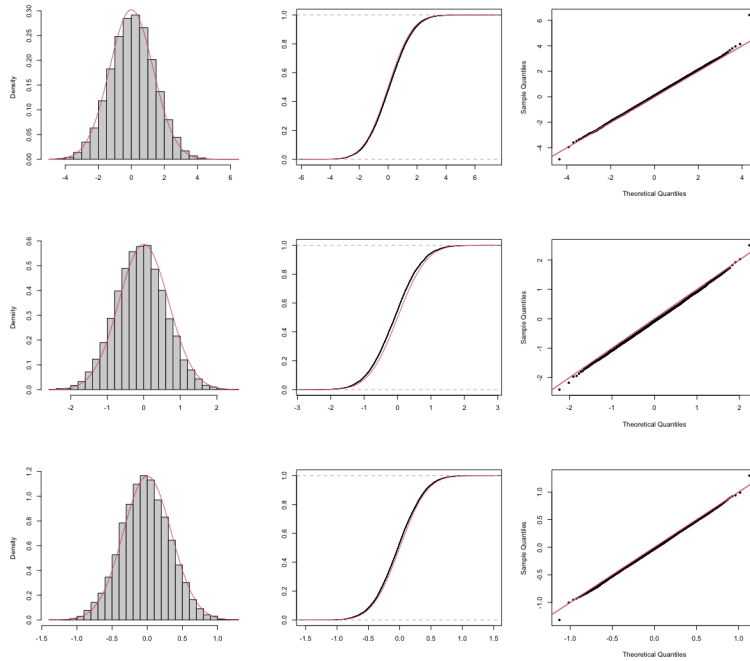 Density
0.00 0.05 0.10 0.15 0.20 0.25 0.30
-4 -2 0 2 4 6
0.0 0.2 0.4 0.6 0.8 1.0
-6 -4 -2 0 2 4 6
Sample Quantiles
-4 -2 0 2 4 6
-4 -2 0 2 4
Theoretical Quantiles
Density
0.0 0.1 0.2 0.3 0.4 0.5 0.6
-2 -1 0 1 2
0.0 0.2 0.4 0.6 0.8 1.0
-3 -2 -1 0 1 2 3
Sample Quantiles
-2 -1 0 1 2
-2 -1 0 1 2
Theoretical Quantiles
Density
0.0 0.2 0.4 0.6 0.8 1.0 1.2
-1.5 -1.0 -0.5 0.0 0.5 1.0
0.0 0.2 0.4 0.6 0.8 1.0
-1.5 -1.0 -0.5 0.0 0.5 1.0 1.5
Sample Quantiles
-1.0 -0.5 0.0 0.5 1.0
-1.0 -0.5 0.0 0.5 1.0
Theoretical Quantiles